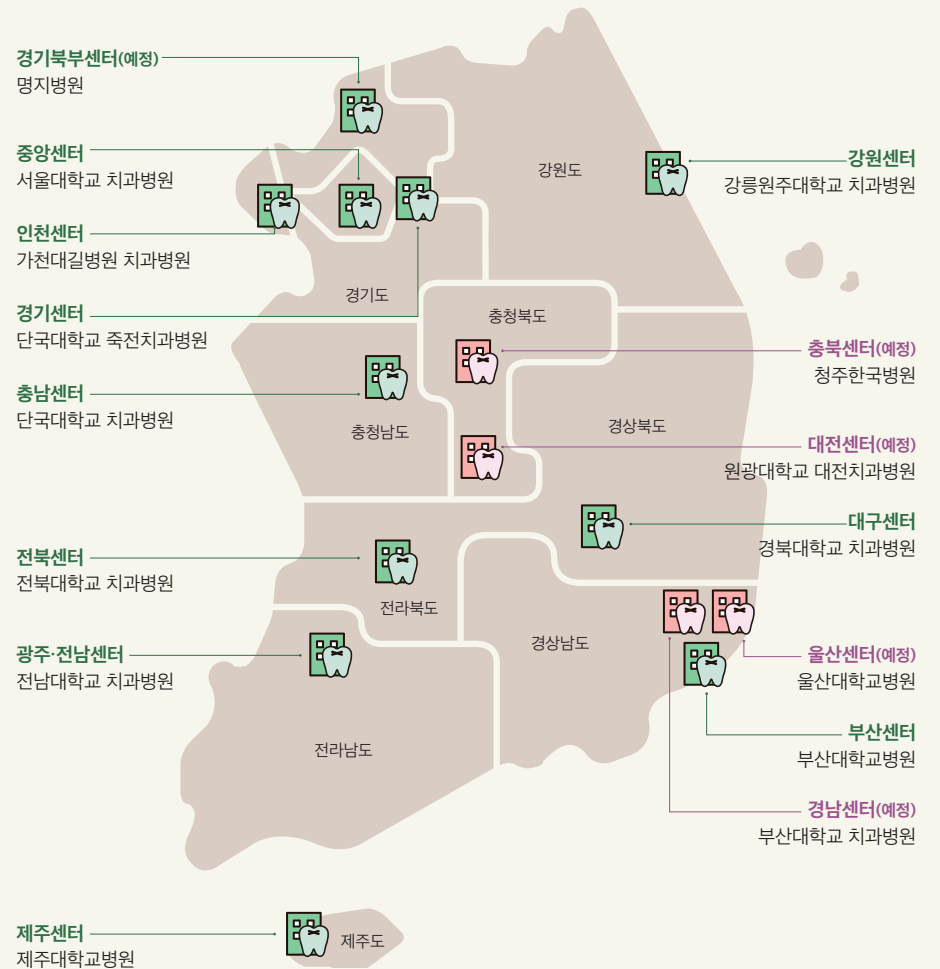 경기북부센터(예정)
명지병원
중앙센터
서울대학교 치과병원
인천센터
가천대길병원 치과병원
경기센터
단국대학교 죽전치과병원
충남센터
단국대학교 치과병원
전북센터
전북대학교 치과병원
광주·전남센터
전남대학교 치과병원
제주센터
제주대학교병원
강원도
경기도
충청북도
충청남도
경상북도
전라북도
경상남도
전라남도
제주도
강원센터
강릉원주대학교 치과병원
충북센터(예정)
청주한국병원
대전센터(예정)
원광대학교 대전치과병원
대구센터
경북대학교 치과병원
울산센터(예정)
울산대학교병원
부산센터
부산대학교병원
경남센터(예정)
부산대학교 치과병원